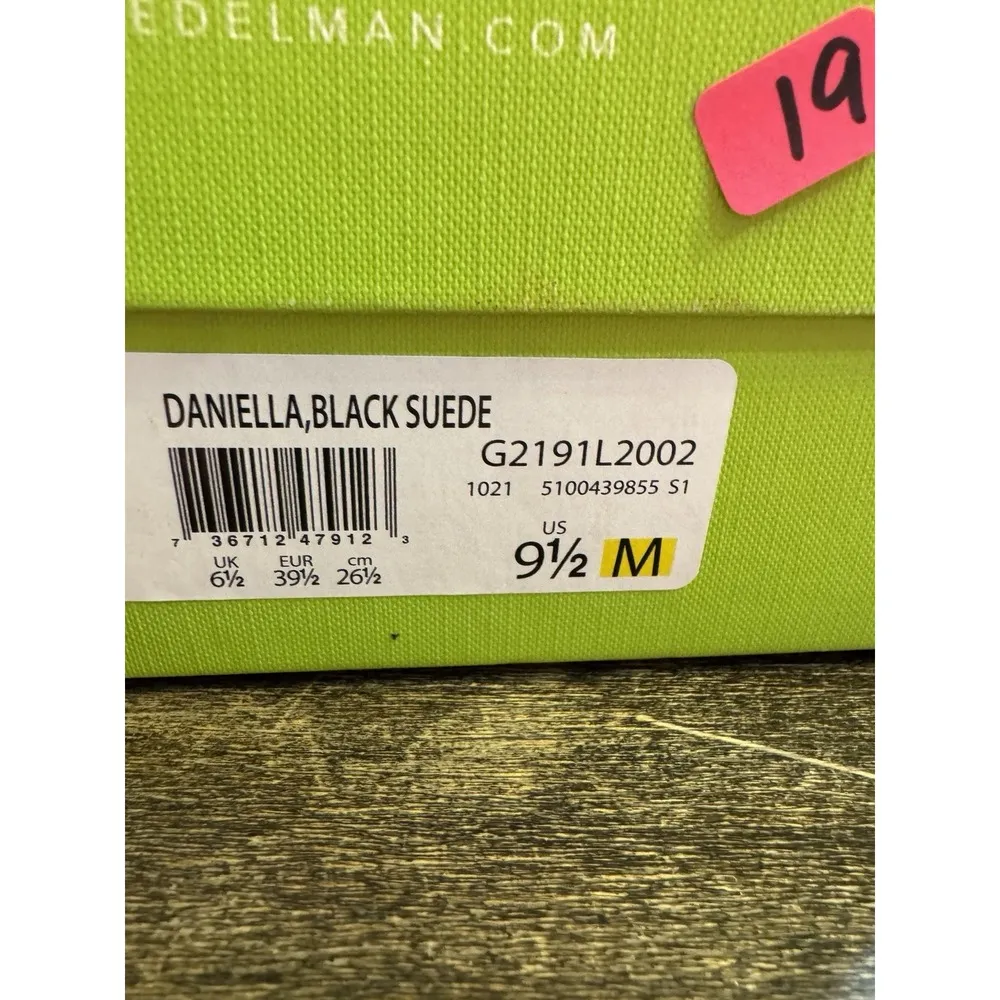 EDELMAN.COM
19
DANIELLA,BLACK SUEDE
G2191L2002
1021 5100439855 S1
7 36712 47912 3
US
9½ M
UK EUR cm
6½ 39½ 26½